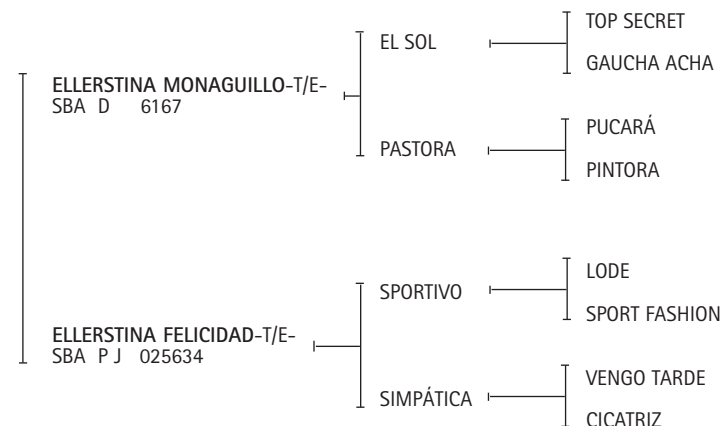 TOP SECRET
EL SOL
GAUCHA ACHA
ELLERSTINA MONAGUILLO-T/E-
SBA D 6167
PUCARÁ
PASTORA
PINTORA
LODE
SPORTIVO
SPORT FASHION
ELLERSTINA FELICIDAD-T/E-
SBA P J 025634
VENGO TARDE
SIMPÁTICA
CICATRIZ